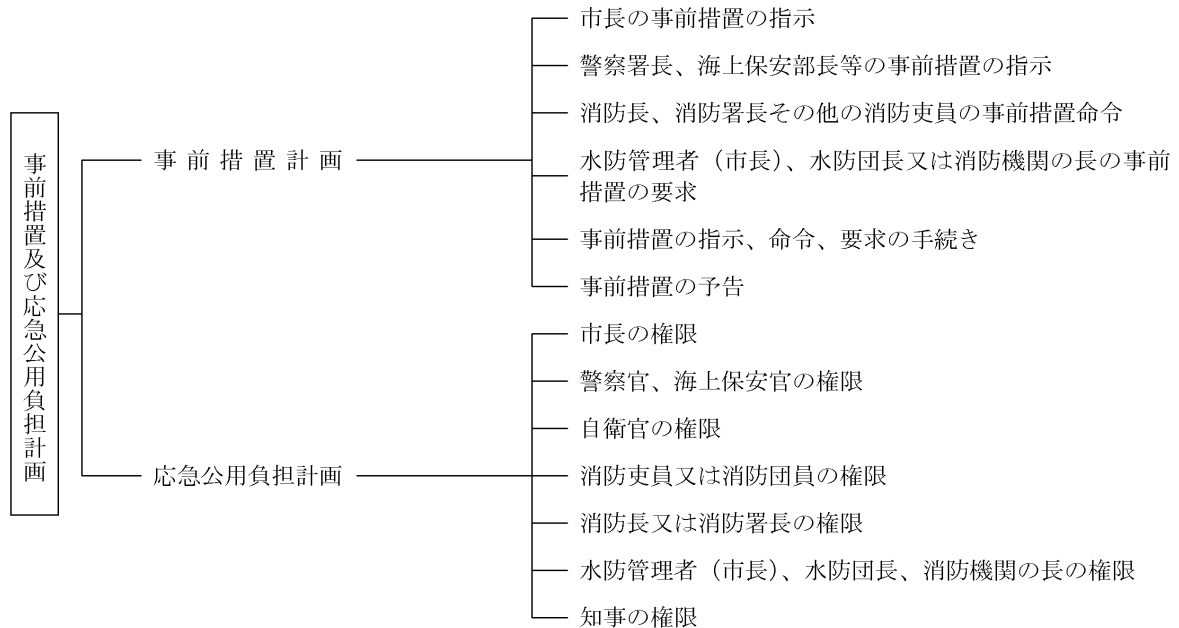 事前措置及び応急公用負担計画
事前措置計画
市長の事前措置の指示
警察署長、海上保安部長等の事前措置の指示
消防長、消防署長その他の消防吏員の事前措置命令
水防管理者（市長）、水防団長又は消防機関の長の事前
措置の要求
事前措置の指示、命令、要求の手続き
事前措置の予告
応急公用負担計画
市長の権限
警察官、海上保安官の権限
自衛官の権限
消防吏員又は消防団員の権限
消防長又は消防署長の権限
水防管理者（市長）、水防団長、消防機関の長の権限
知事の権限